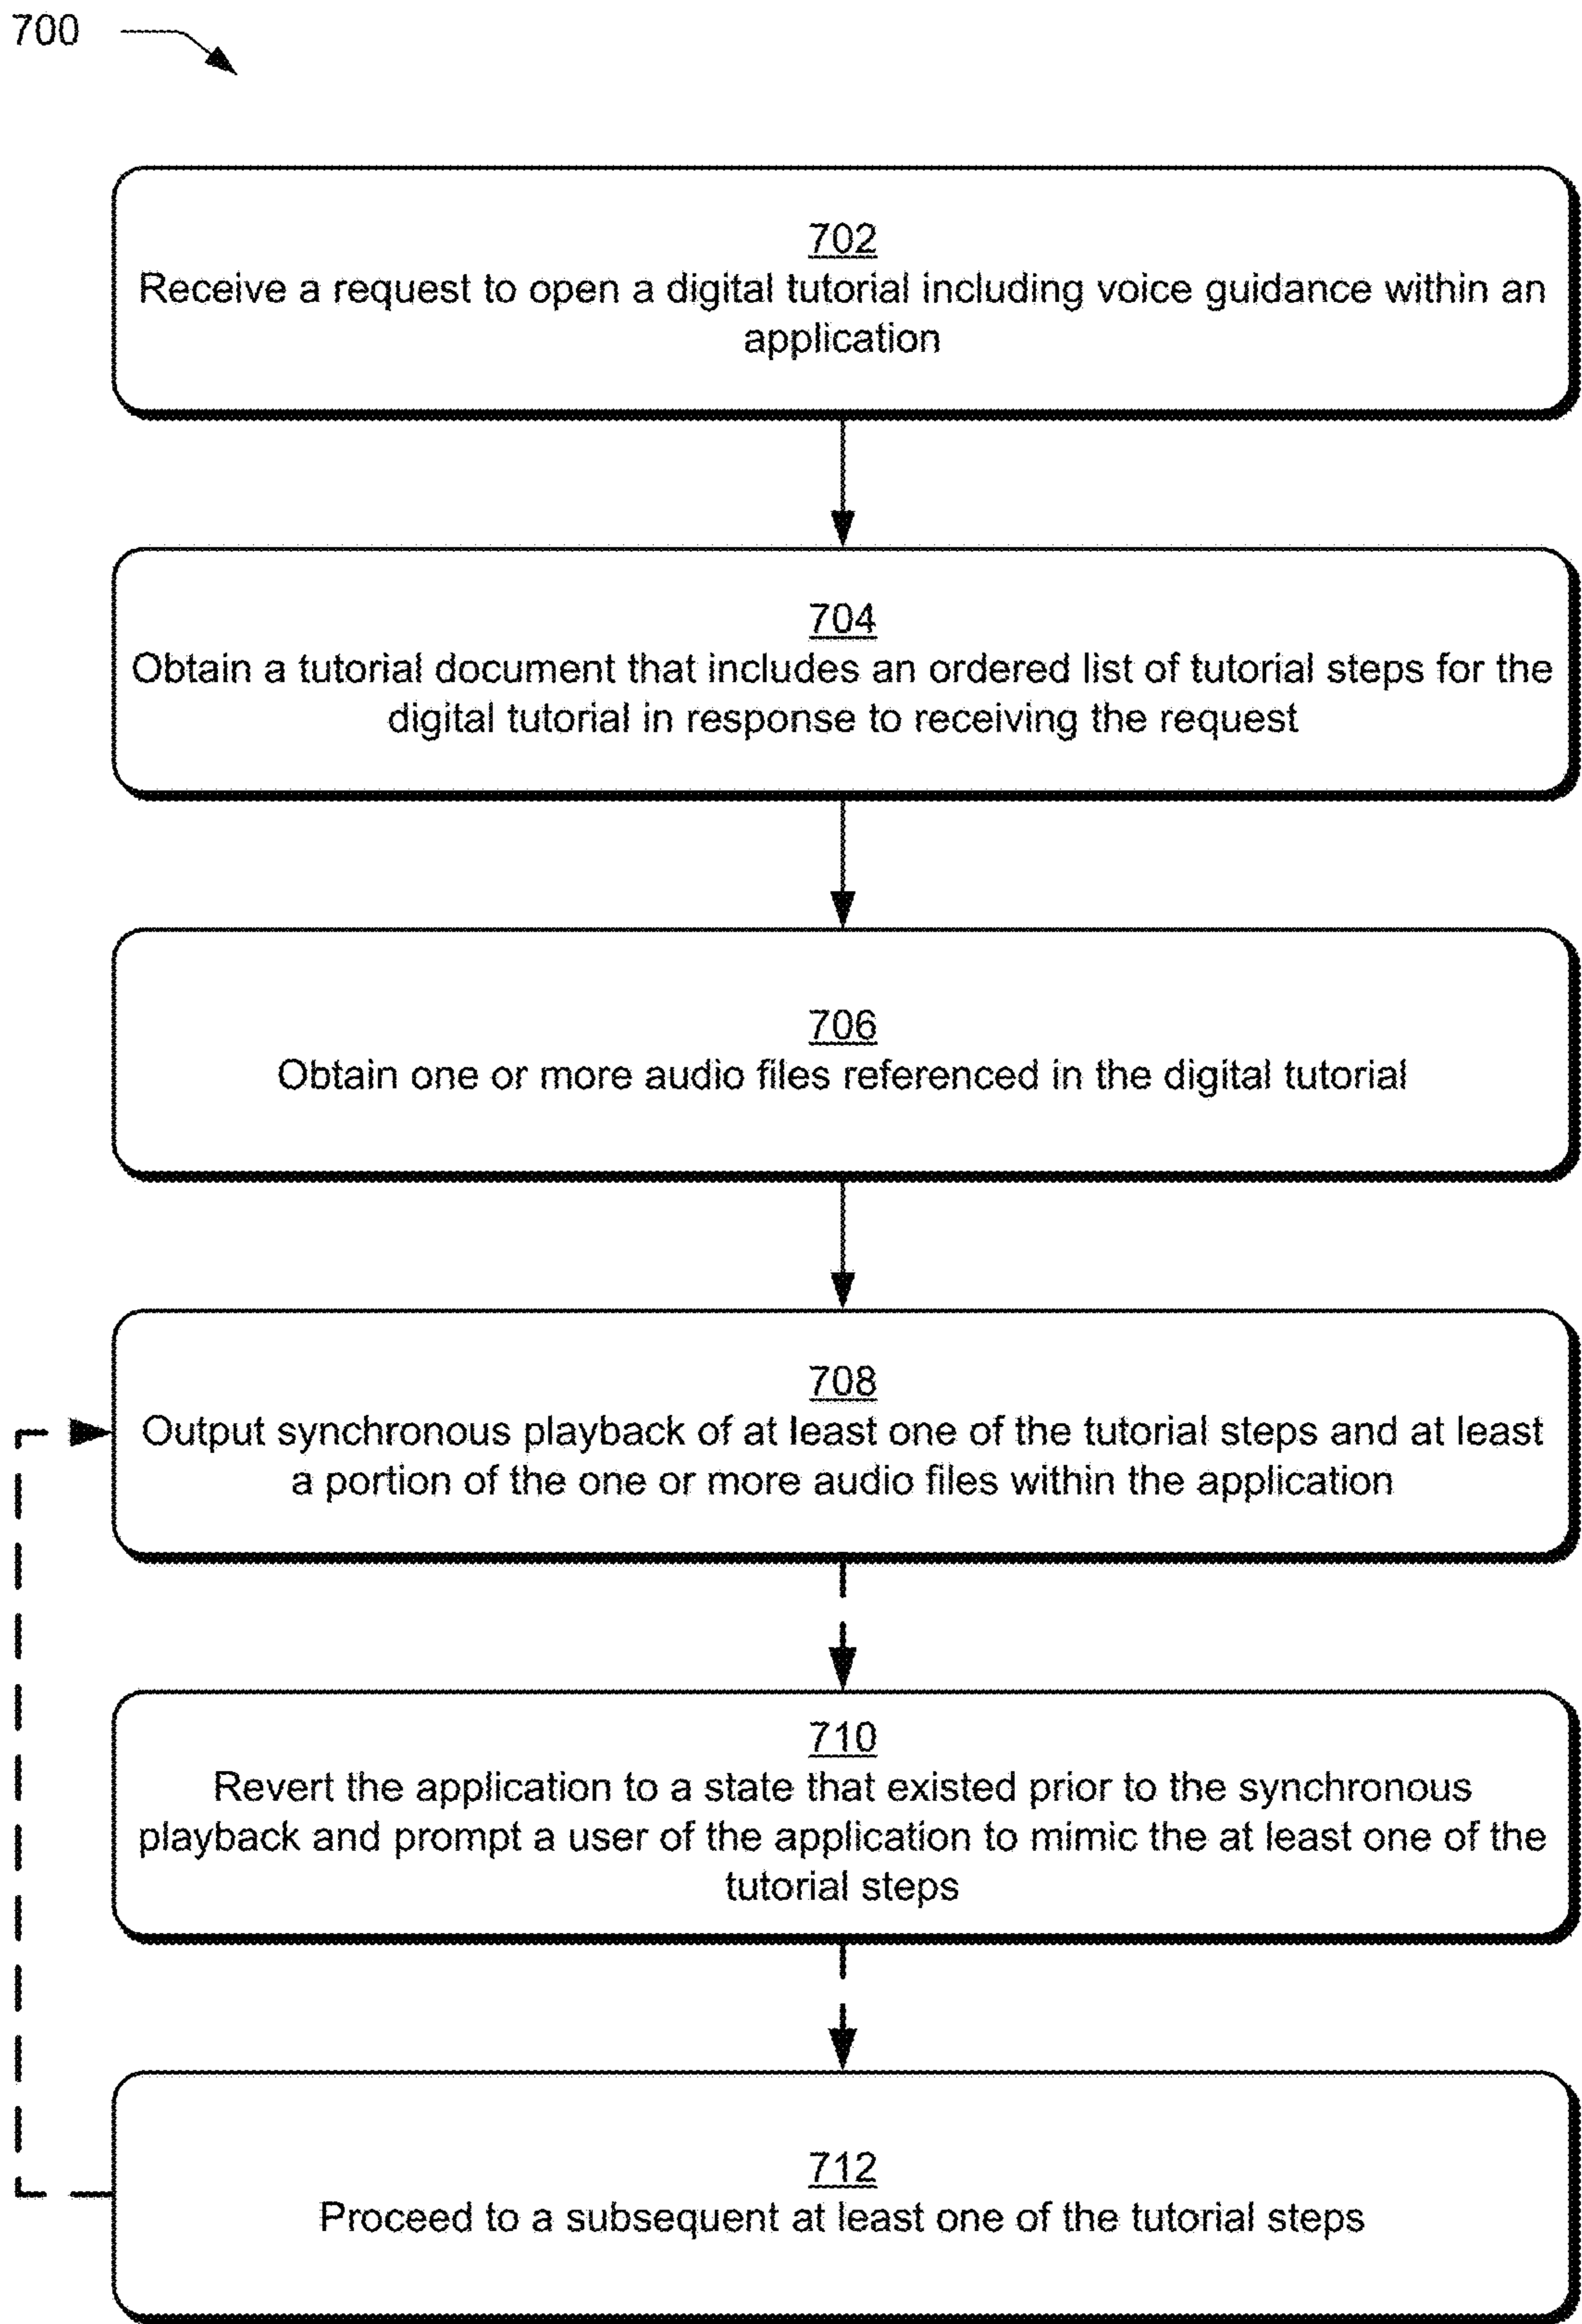 700
702
Receive a request to open a digital tutorial including voice guidance within an
application
704
Obtain a tutorial document that includes an ordered list of tutorial steps for the
digital tutorial in response to receiving the request
706
Obtain one or more audio files referenced in the digital tutorial
708
Output synchronous playback of at least one of the tutorial steps and at least
a portion of the one or more audio files within the application
710
Revert the application to a state that existed prior to the synchronous
playback and prompt a user of the application to mimic the at least one of the
tutorial steps
712
Proceed to a subsequent at least one of the tutorial steps